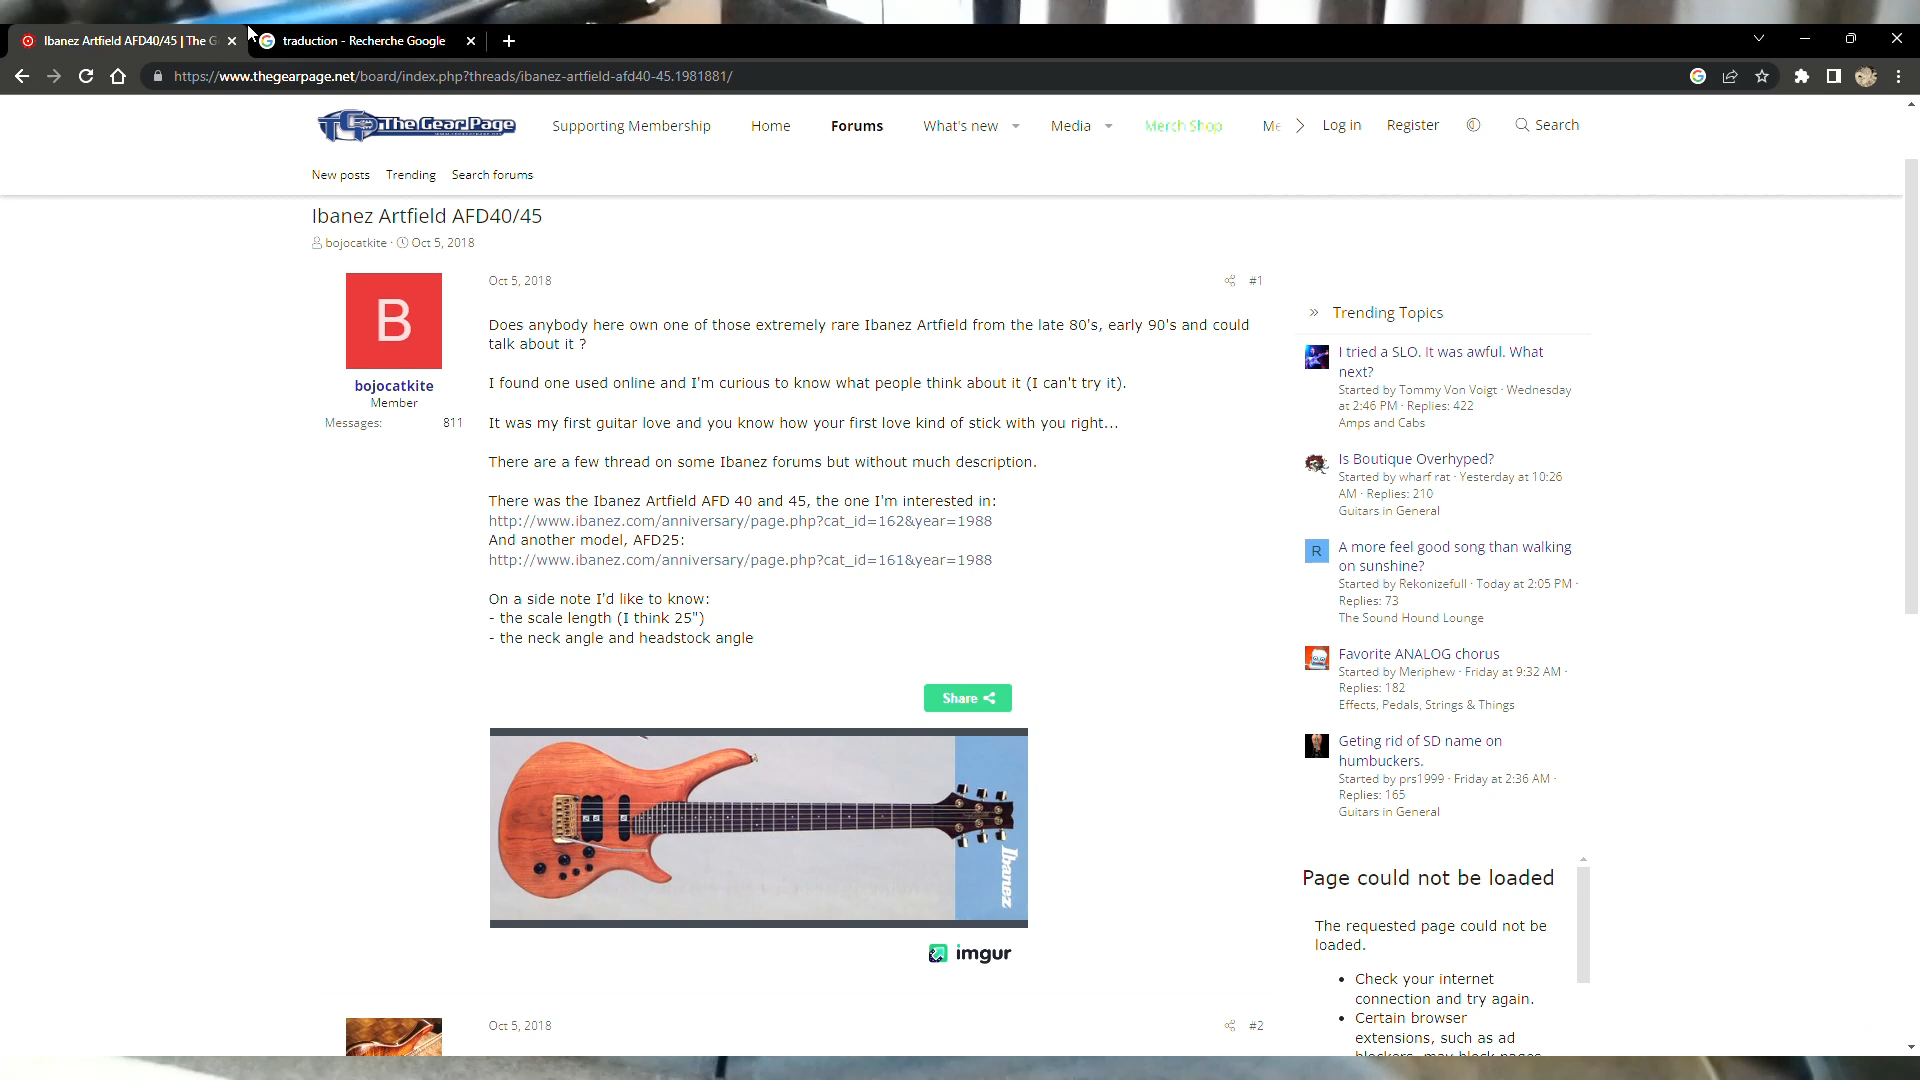 Ibanez Artfield AFD40/45 | The G
traduction - Recherche Google
https://www.thegearpage.net/board/index.php?threads/ibanez-artfield-afd40-45.1981881/
TGP The Gear Page
Supporting Membership
Home
Forums
What's new
Media
Merch Shop
Me
Log in
Register
Search
New posts
Trending
Search forums
Ibanez Artfield AFD40/45
bojocatkite · Oct 5, 2018
B
bojocatkite
Member
Messages: 811
Oct 5, 2018
#1
Does anybody here own one of those extremely rare Ibanez Artfield from the late 80's, early 90's and could
talk about it ?
I found one used online and I'm curious to know what people think about it (I can't try it).
It was my first guitar love and you know how your first love kind of stick with you right...
There are a few thread on some Ibanez forums but without much description.
There was the Ibanez Artfield AFD 40 and 45, the one I'm interested in:
http://www.ibanez.com/anniversary/page.php?cat_id=162&year=1988
And another model, AFD25:
http://www.ibanez.com/anniversary/page.php?cat_id=161&year=1988
On a side note I'd like to know:
- the scale length (I think 25")
- the neck angle and headstock angle
Share
Ibanez
imgur
Oct 5, 2018
#2
Trending Topics
I tried a SLO. It was awful. What
next?
Started by Tommy Von Voigt · Wednesday
at 2:46 PM · Replies: 422
Amps and Cabs
Is Boutique Overhyped?
Started by wharf rat · Yesterday at 10:26
AM · Replies: 210
Guitars in General
R
A more feel good song than walking
on sunshine?
Started by Rekonizefull · Today at 2:05 PM ·
Replies: 73
The Sound Hound Lounge
Favorite ANALOG chorus
Started by Meriphew · Friday at 9:32 AM ·
Replies: 182
Effects, Pedals, Strings & Things
Geting rid of SD name on
humbuckers.
Started by prs1999 · Friday at 2:36 AM ·
Replies: 165
Guitars in General
Page could not be loaded
The requested page could not be
loaded.
• Check your internet
connection and try again.
• Certain browser
extensions, such as ad
blockers, may block pages